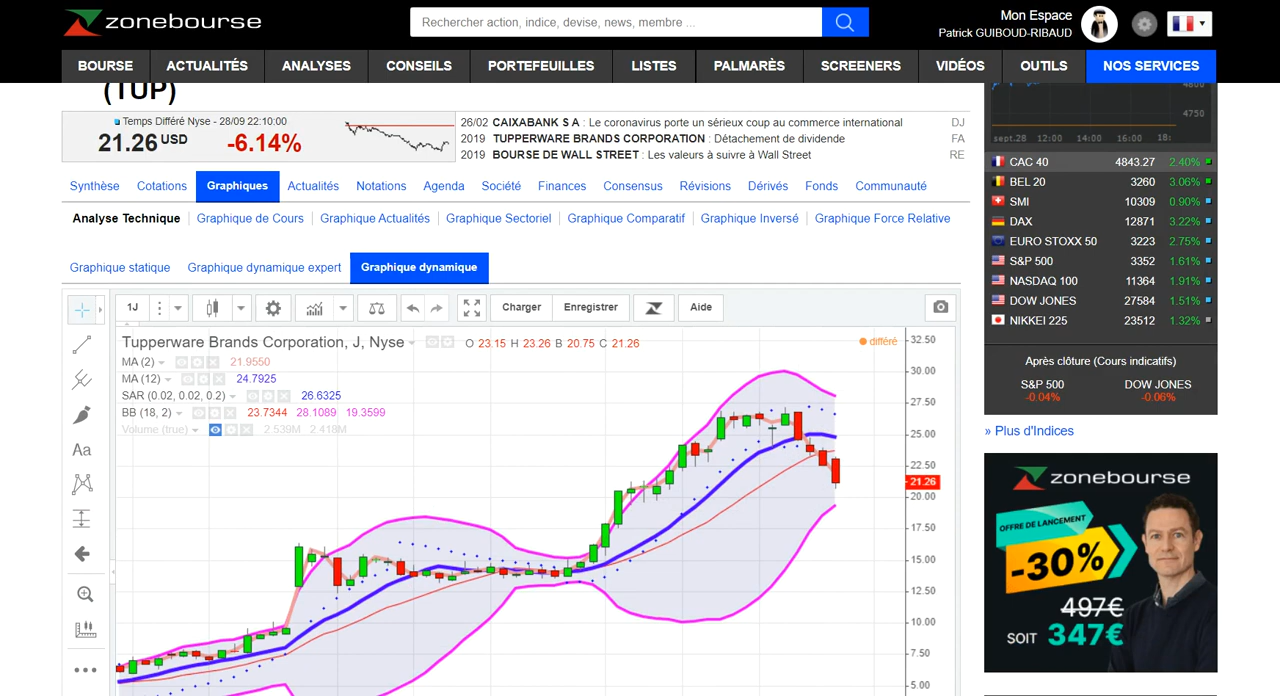 zonebourse
Rechercher action, indice, devise, news, membre ...
Mon Espace
Patrick GUIBOUD-RIBAUD
BOURSE ACTUALITÉS ANALYSES CONSEILS PORTEFEUILLES LISTES PALMARÈS SCREENERS VIDÉOS OUTILS NOS SERVICES
(TUP)
Temps Différé Nyse - 28/09 22:10:00
21.26 USD -6.14%
26/02 CAIXABANK S A : Le coronavirus porte un sérieux coup au commerce international DJ
2019 TUPPERWARE BRANDS CORPORATION : Détachement de dividende FA
2019 BOURSE DE WALL STREET : Les valeurs à suivre à Wall Street RE
Synthèse Cotations Graphiques Actualités Notations Agenda Société Finances Consensus Révisions Dérivés Fonds Communauté
Analyse Technique Graphique de Cours Graphique Actualités Graphique Sectoriel Graphique Comparatif Graphique Inversé Graphique Force Relative
Graphique statique Graphique dynamique expert Graphique dynamique
1J Charger Enregistrer Aide
Tupperware Brands Corporation, J, Nyse O 23.15 H 23.26 B 20.75 C 21.26 différé
MA (2) 21.9550
MA (12) 24.7925
SAR (0.02, 0.02, 0.2) 26.6325
BB (18, 2) 23.7344 28.1089 19.3599
Volume (true) 2.539M 2.418M
Aa
32.50
30.00
27.50
25.00
22.50
21.26
20.00
17.50
15.00
12.50
10.00
7.50
5.00
4800
4750
sept.28 12:00 14:00 16:00 18:
CAC 40 4843.27 2.40%
BEL 20 3260 3.06%
SMI 10309 0.90%
DAX 12871 3.22%
EURO STOXX 50 3223 2.75%
S&P 500 3352 1.61%
NASDAQ 100 11364 1.91%
DOW JONES 27584 1.51%
NIKKEI 225 23512 1.32%
Après clôture (Cours indicatifs)
S&P 500 DOW JONES
-0.04% -0.06%
» Plus d'Indices
zonebourse
OFFRE DE LANCEMENT
-30%
497€
SOIT 347€